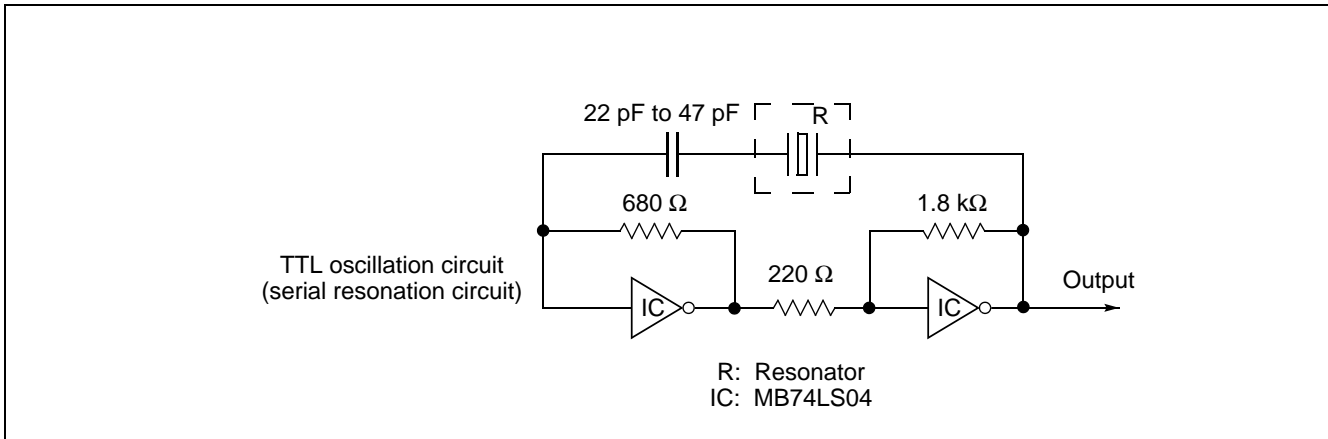 22 pF to 47 pF
R
680 Ω
1.8 kΩ
TTL oscillation circuit
(serial resonation circuit)
220 Ω
Output
IC
IC
R: Resonator
IC: MB74LS04